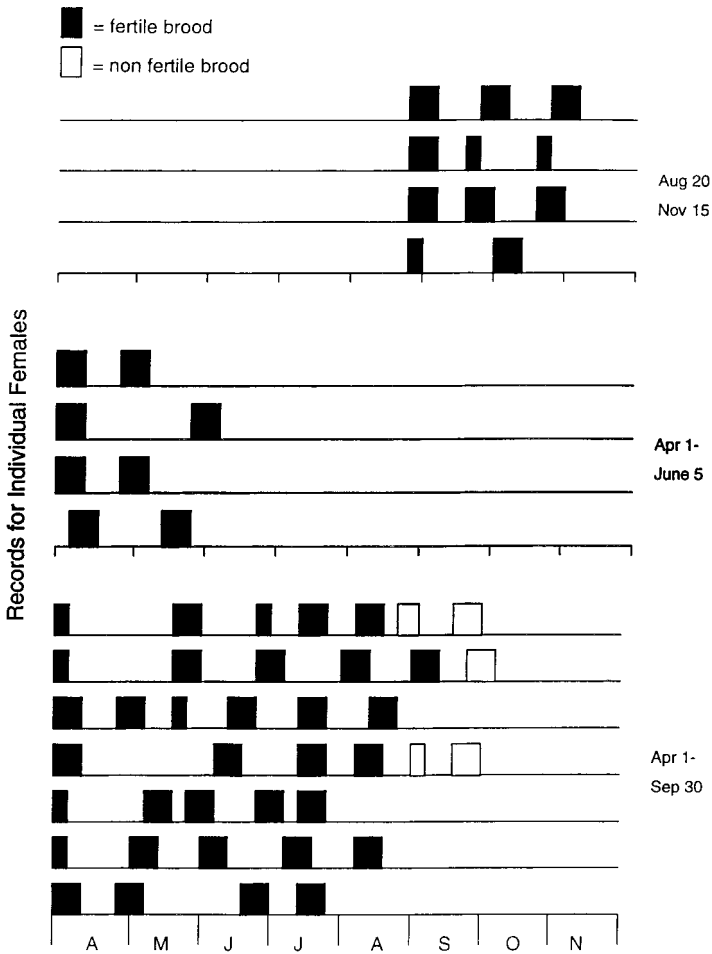 = fertile brood
= non fertile brood
Aug 20
Nov 15
Records for Individual Females
Apr 1-
June 5
Apr 1-
Sep 30
A M J J A S O N